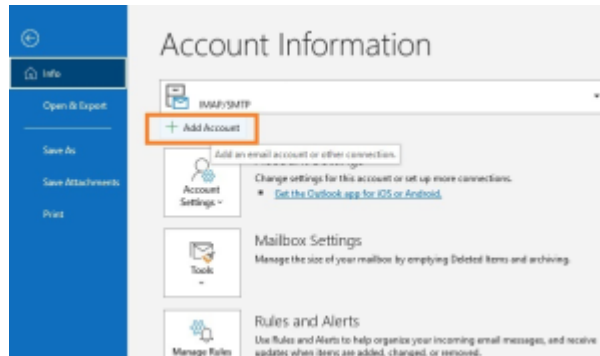 Account Information
Info
Open & Export
Save As
Save Attachments
Print
IMAP/SMTP
+ Add Account
Add an email account or other connection.
Account
Settings
Change settings for this account or set up more connections.
Get the Outlook app for iOS or Android.
Tools
Mailbox Settings
Manage the size of your mailbox by emptying Deleted Items and archiving.
Manage Rules
Rules and Alerts
Use Rules and Alerts to help organize your incoming email messages, and receive
updates when items are added, changed, or removed.